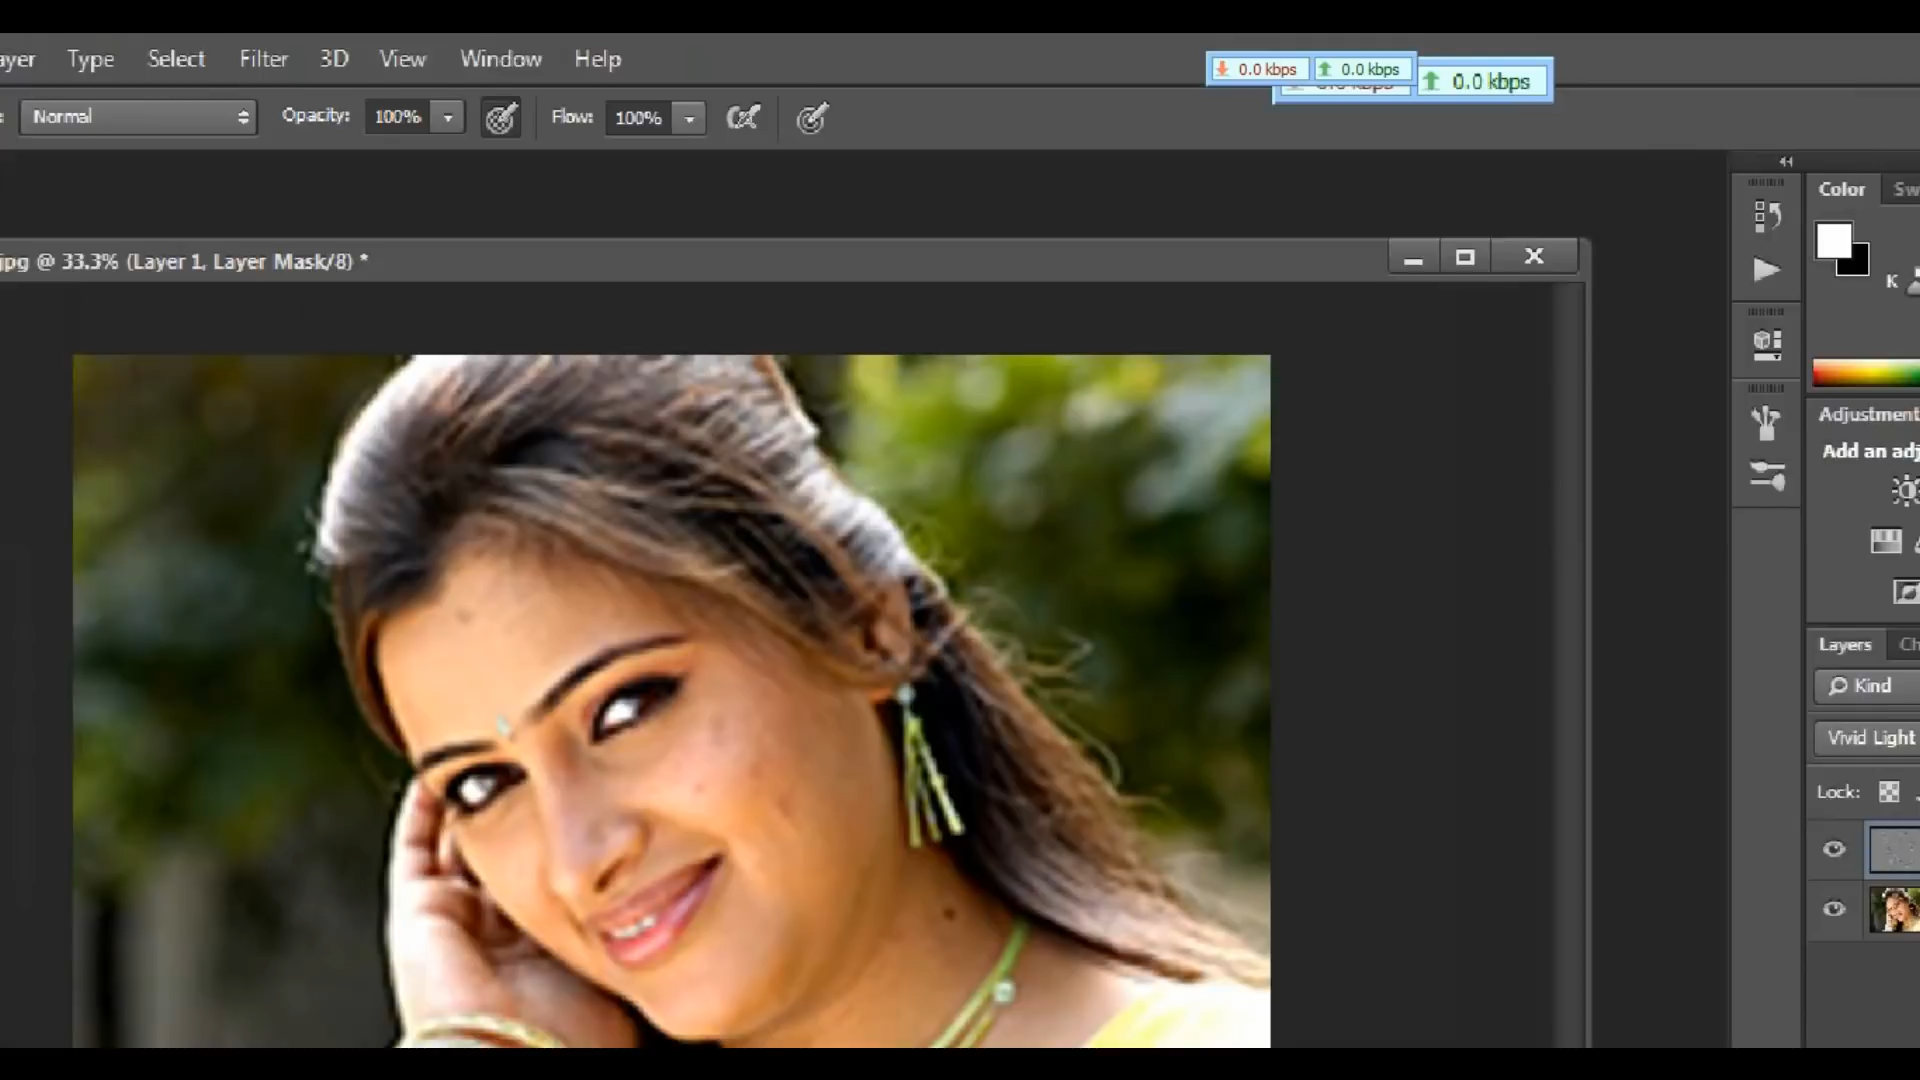 ayer Type Select Filter 3D View Window Help
0.0 kbps 0.0 kbps
0.0 kbps
: Normal Opacity: 100% Flow: 100%
Color Sw
jpg @ 33.3% (Layer 1, Layer Mask/8) *
K
Adjustment
Add an adj
Layers Ch
Kind
Vivid Light
Lock: